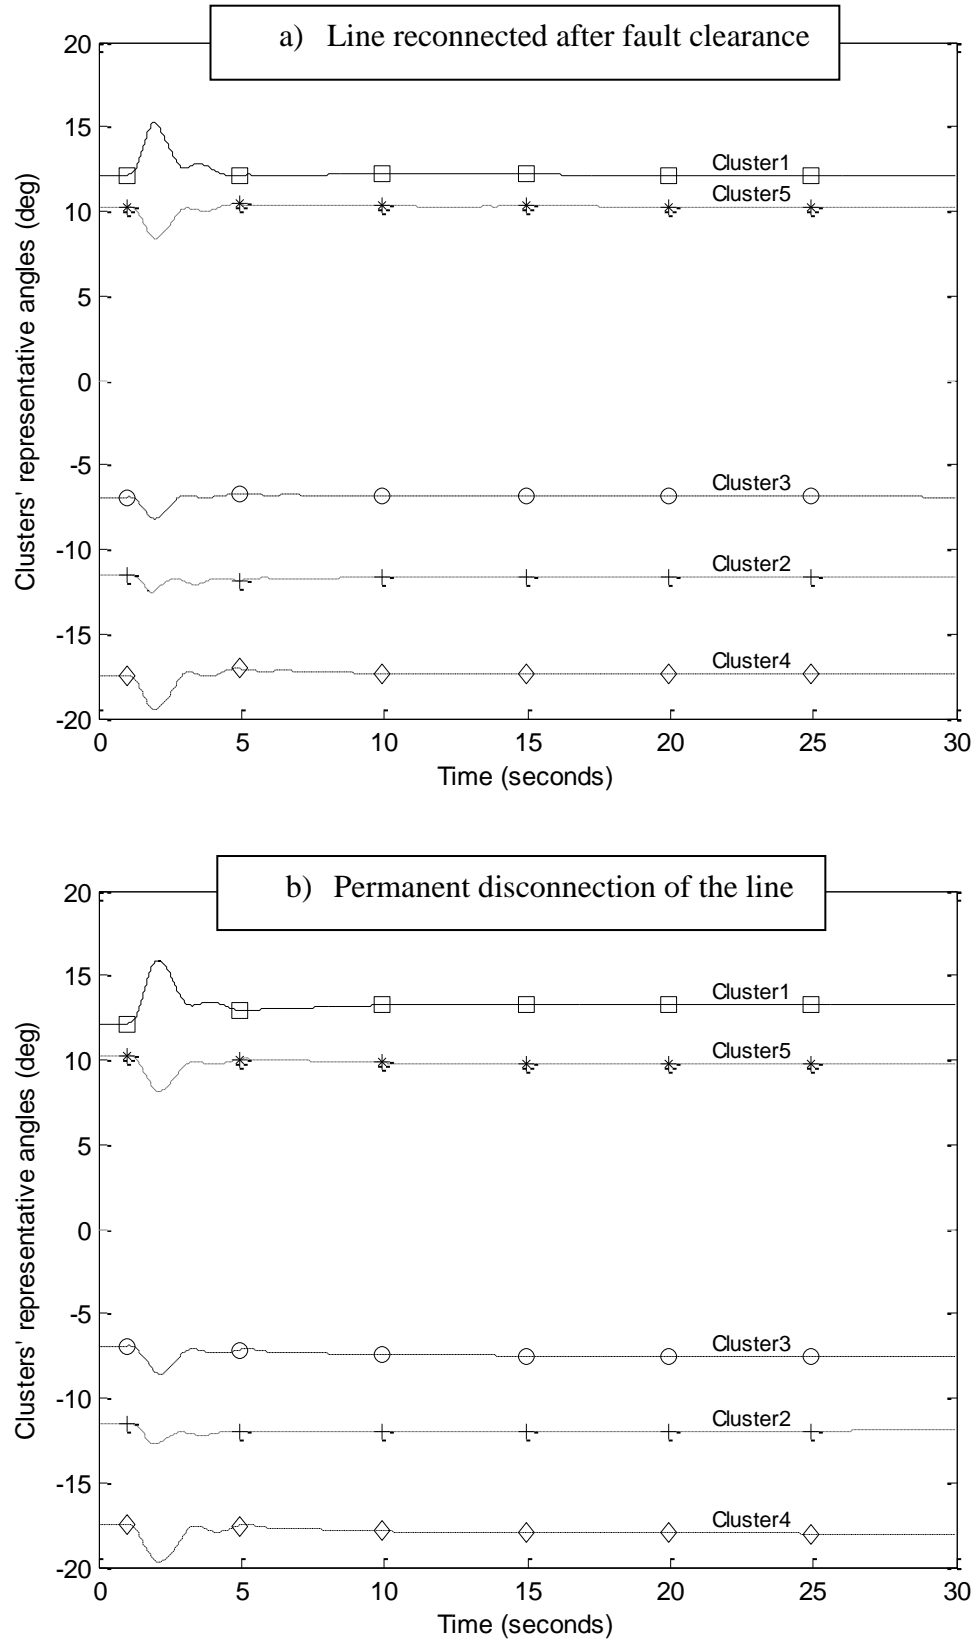 a) Line reconnected after fault clearance
20
15
10
5
0
-5
-10
-15
-20
Clusters' representative angles (deg)
Cluster1
Cluster5
Cluster3
Cluster2
Cluster4
0 5 10 15 20 25 30
Time (seconds)
b) Permanent disconnection of the line
20
15
10
5
0
-5
-10
-15
-20
Clusters' representative angles (deg)
Cluster1
Cluster5
Cluster3
Cluster2
Cluster4
0 5 10 15 20 25 30
Time (seconds)